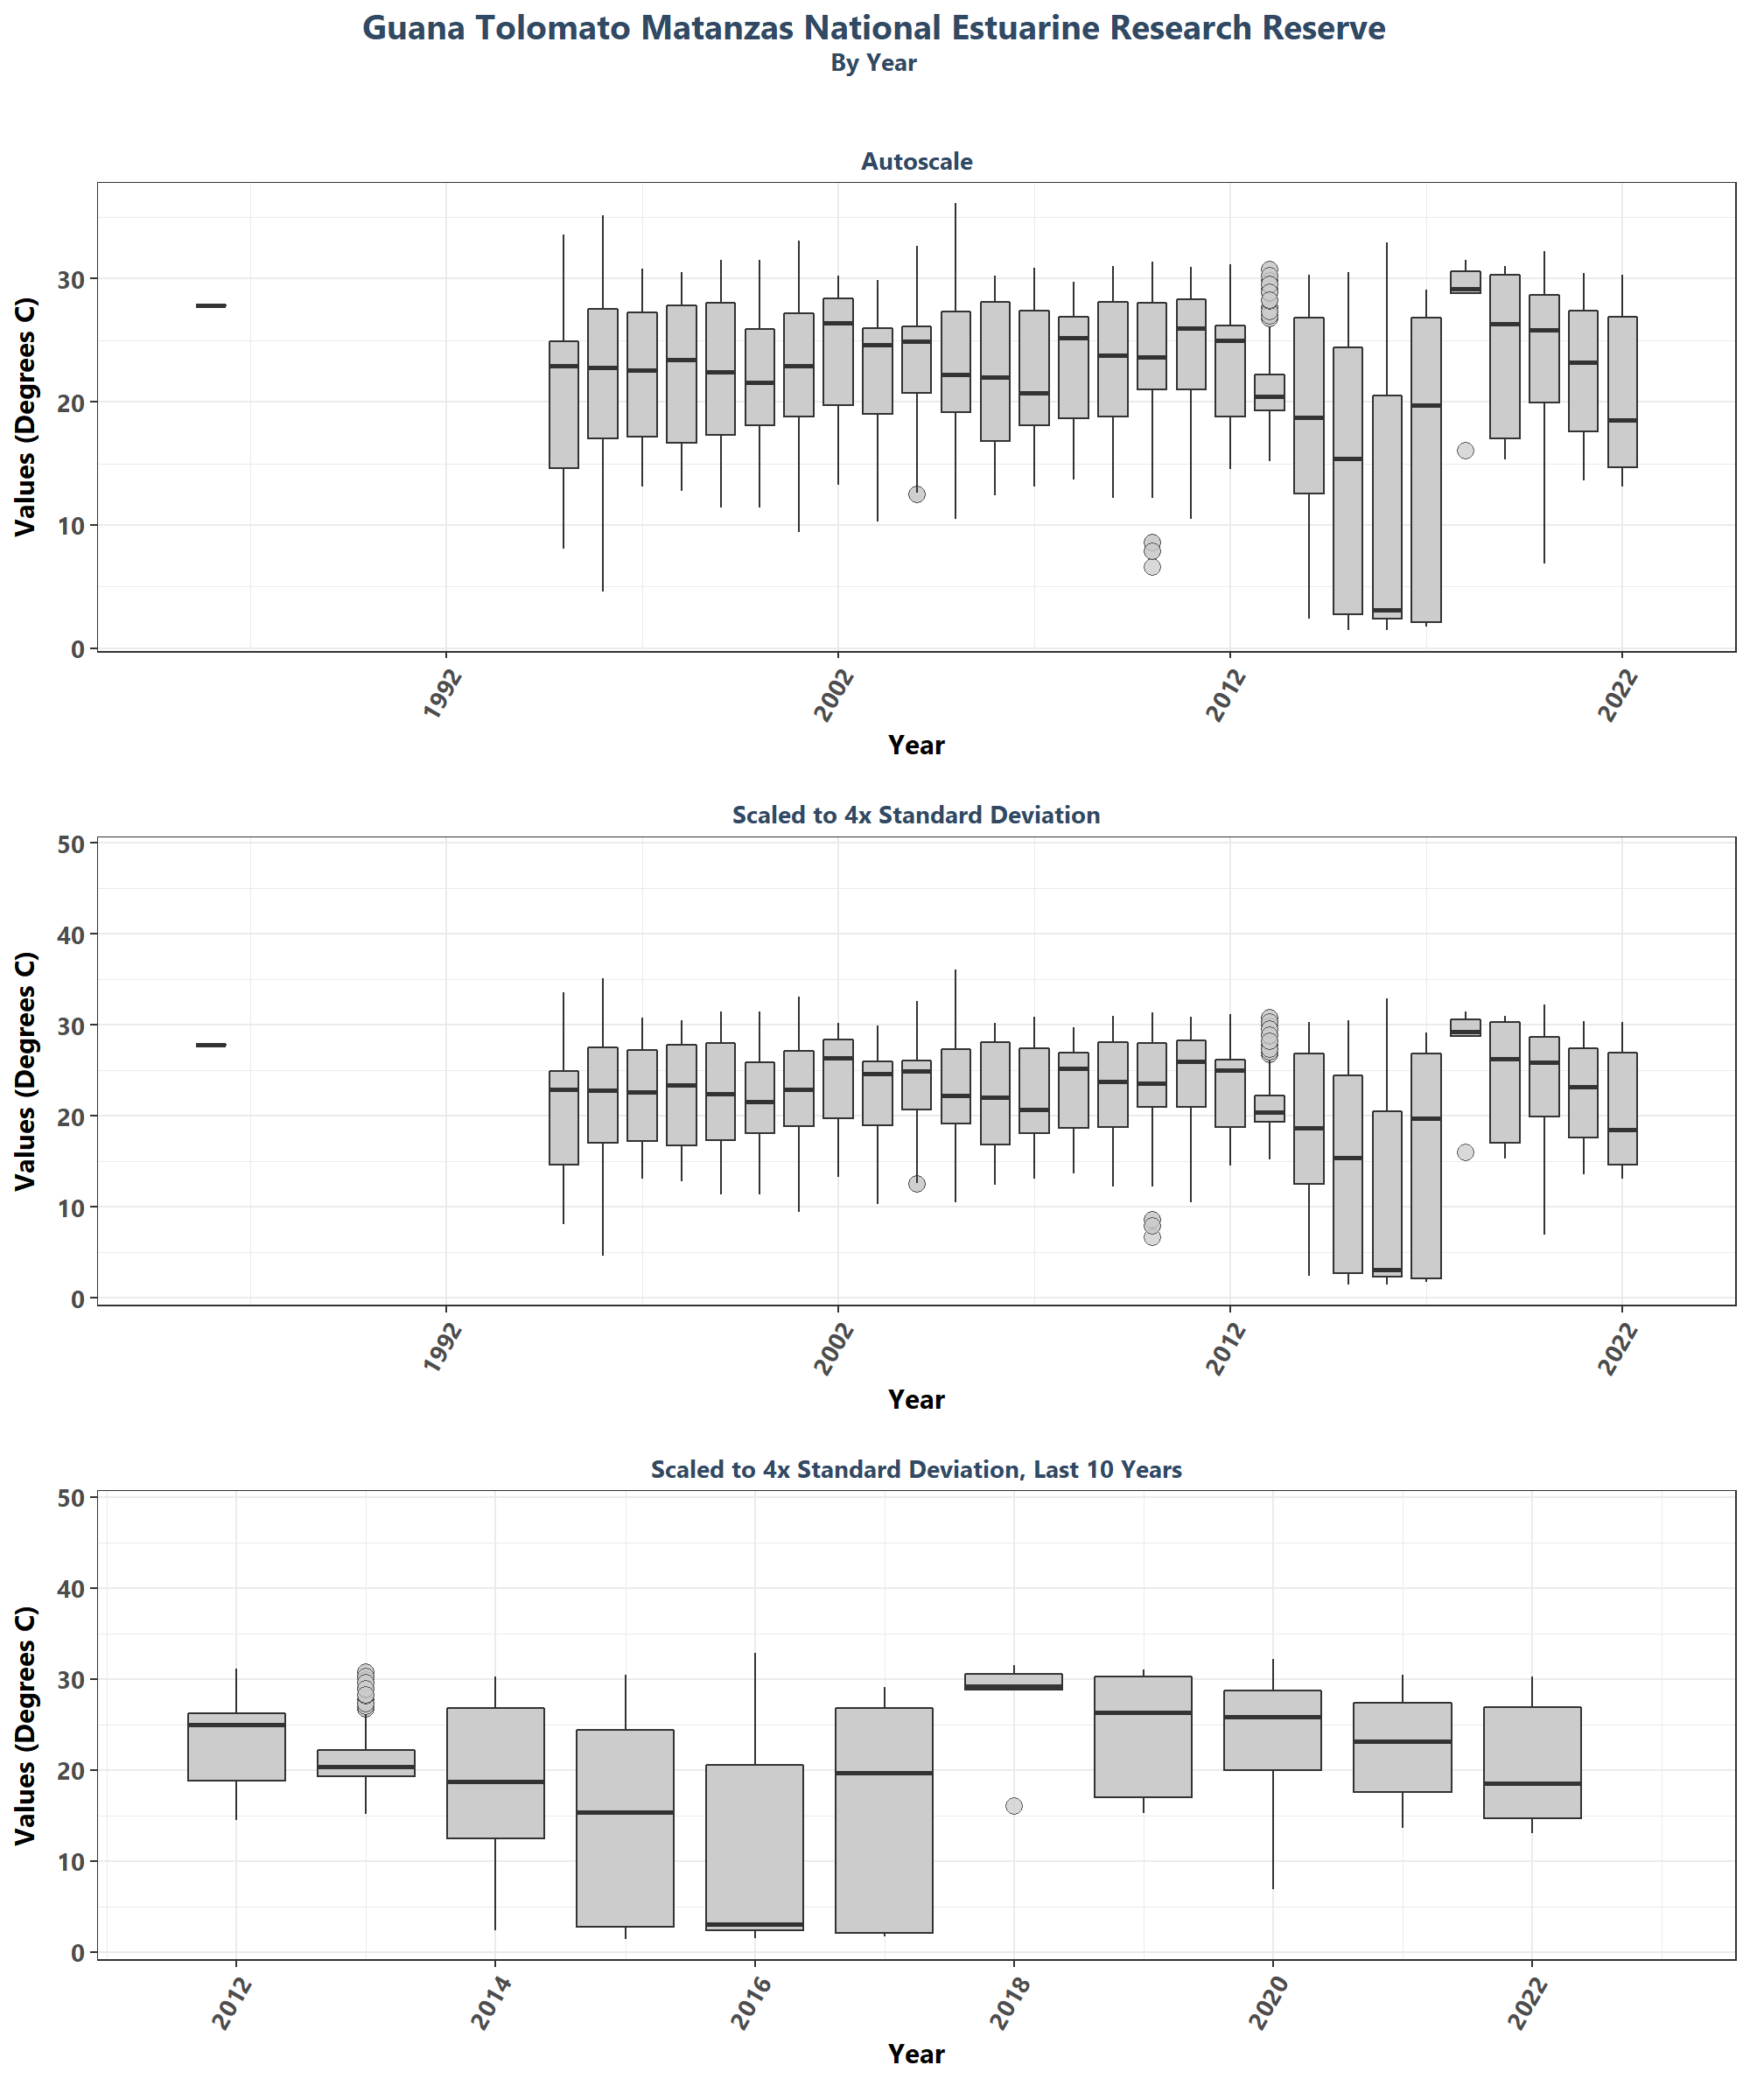 Guana Tolomato Matanzas National Estuarine Research Reserve
By Year
Autoscale
Values (Degrees C)
30
20
10
0
1992
2002
2012
2022
Year
Scaled to 4x Standard Deviation
Values (Degrees C)
50
40
30
20
10
0
1992
2002
2012
2022
Year
Scaled to 4x Standard Deviation, Last 10 Years
Values (Degrees C)
50
40
30
20
10
0
2012
2014
2016
2018
2020
2022
Year